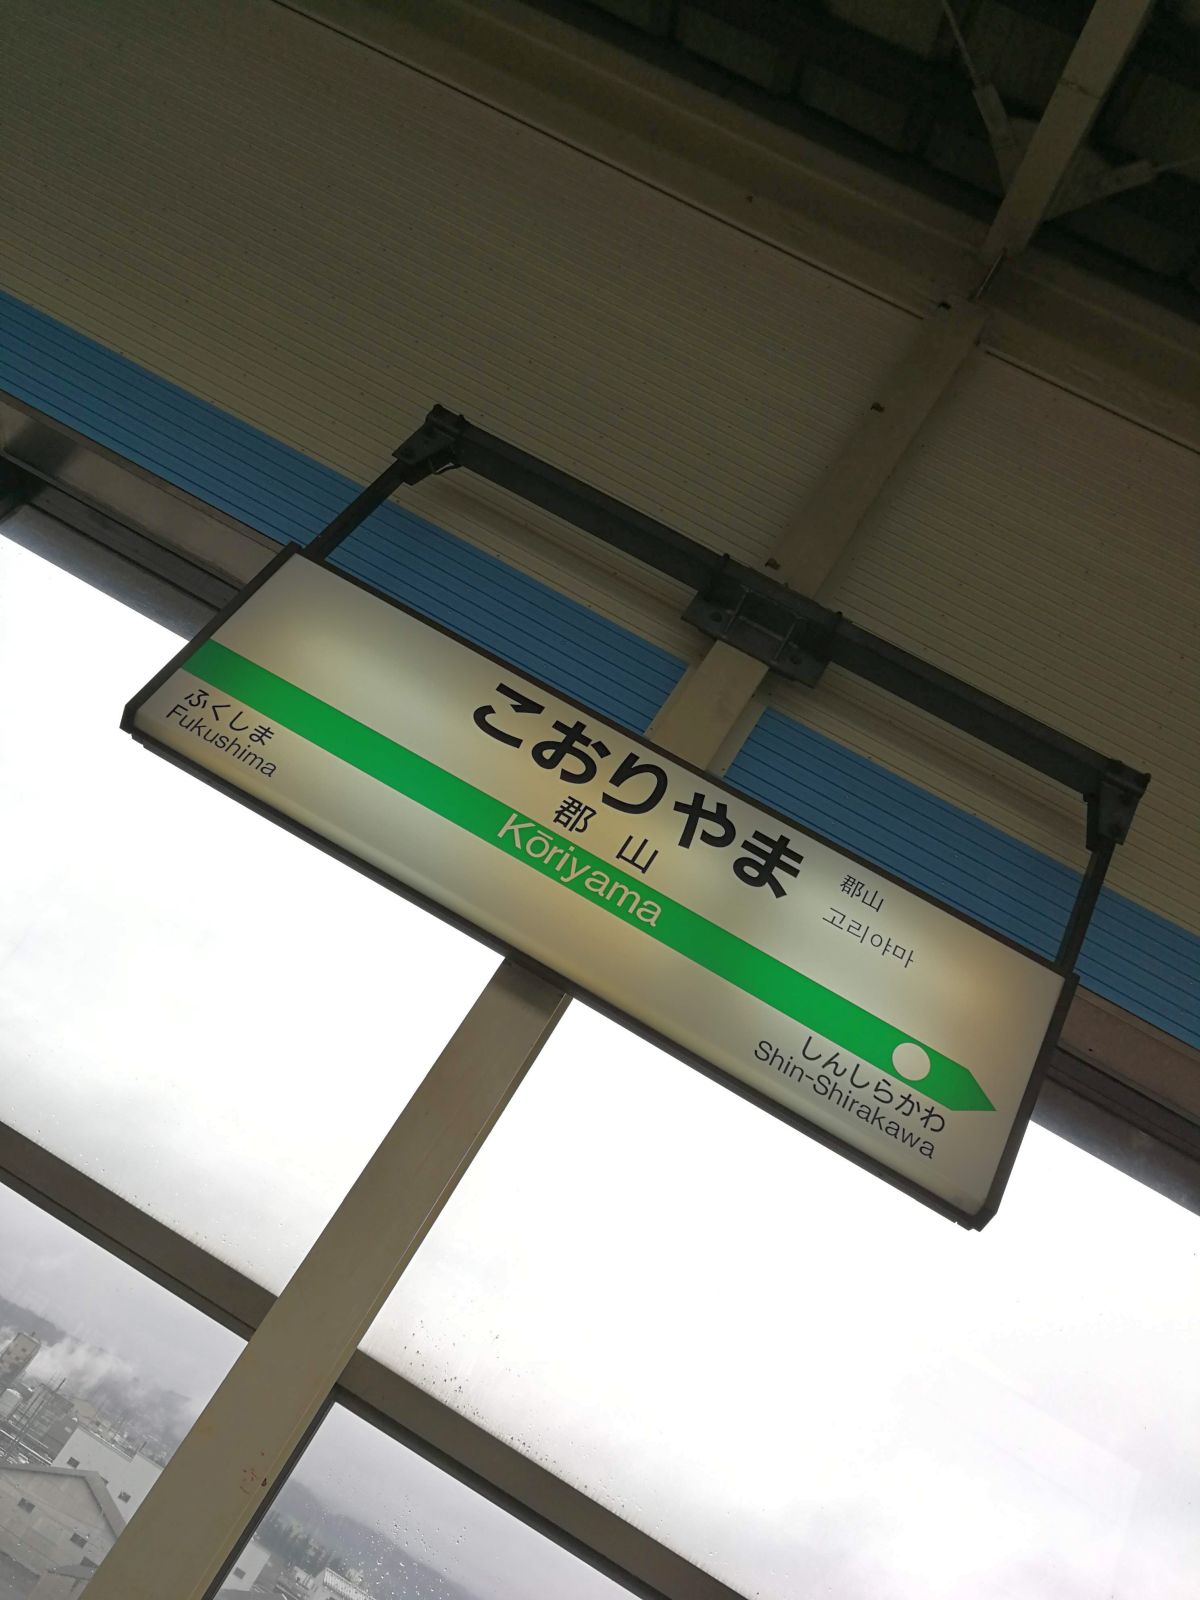 こおりやま
郡山
Kōriyama
郡山
고리야마
ふくしま
Fukushima
しんしらかわ
Shin-Shirakawa